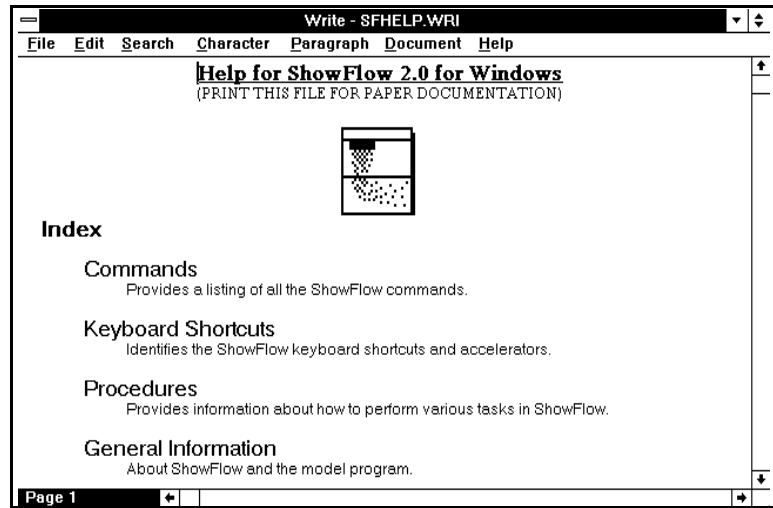 Write - SFHELP.WRI
File Edit Search Character Paragraph Document Help
Help for ShowFlow 2.0 for Windows
(PRINT THIS FILE FOR PAPER DOCUMENTATION)
Index
Commands
Provides a listing of all the ShowFlow commands.
Keyboard Shortcuts
Identifies the ShowFlow keyboard shortcuts and accelerators.
Procedures
Provides information about how to perform various tasks in ShowFlow.
General Information
About ShowFlow and the model program.
Page 1